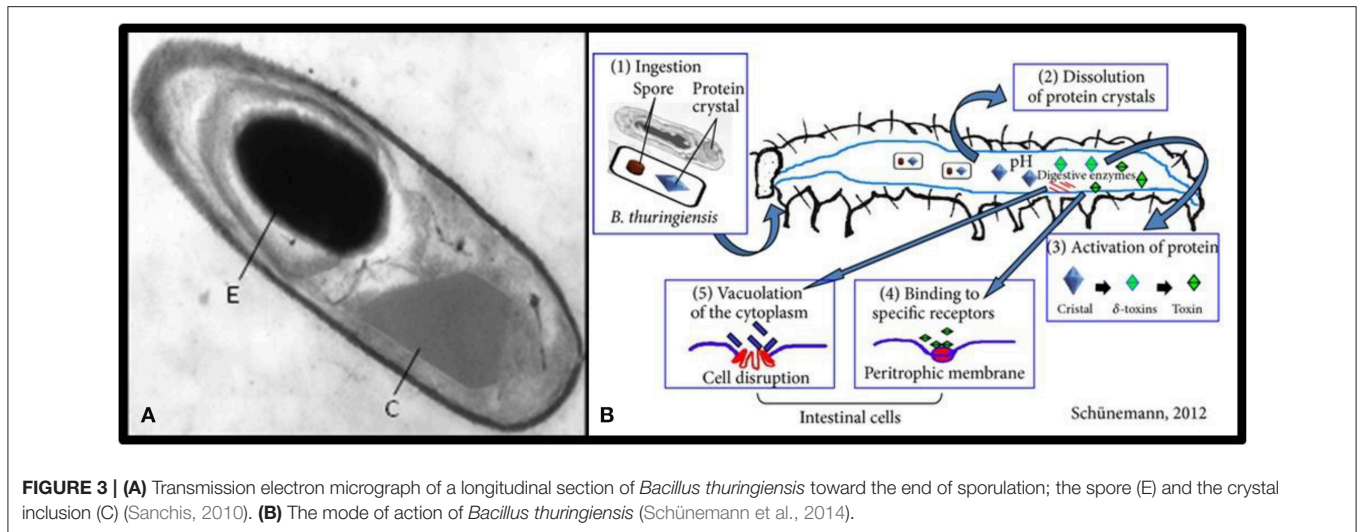 E
C
A
(1) Ingestion
Spore
Protein
crystal
B. thuringiensis
(2) Dissolution
of protein crystals
pH
Digestive enzymes
(3) Activation of protein
Cristal
δ-toxins
Toxin
(5) Vacuolation
of the cytoplasm
Cell disruption
(4) Binding to
specific receptors
Peritrophic membrane
Intestinal cells
B
Schünemann, 2012
FIGURE 3 | (A) Transmission electron micrograph of a longitudinal section of Bacillus thuringiensis toward the end of sporulation; the spore (E) and the crystal
inclusion (C) (Sanchis, 2010). (B) The mode of action of Bacillus thuringiensis (Schünemann et al., 2014).